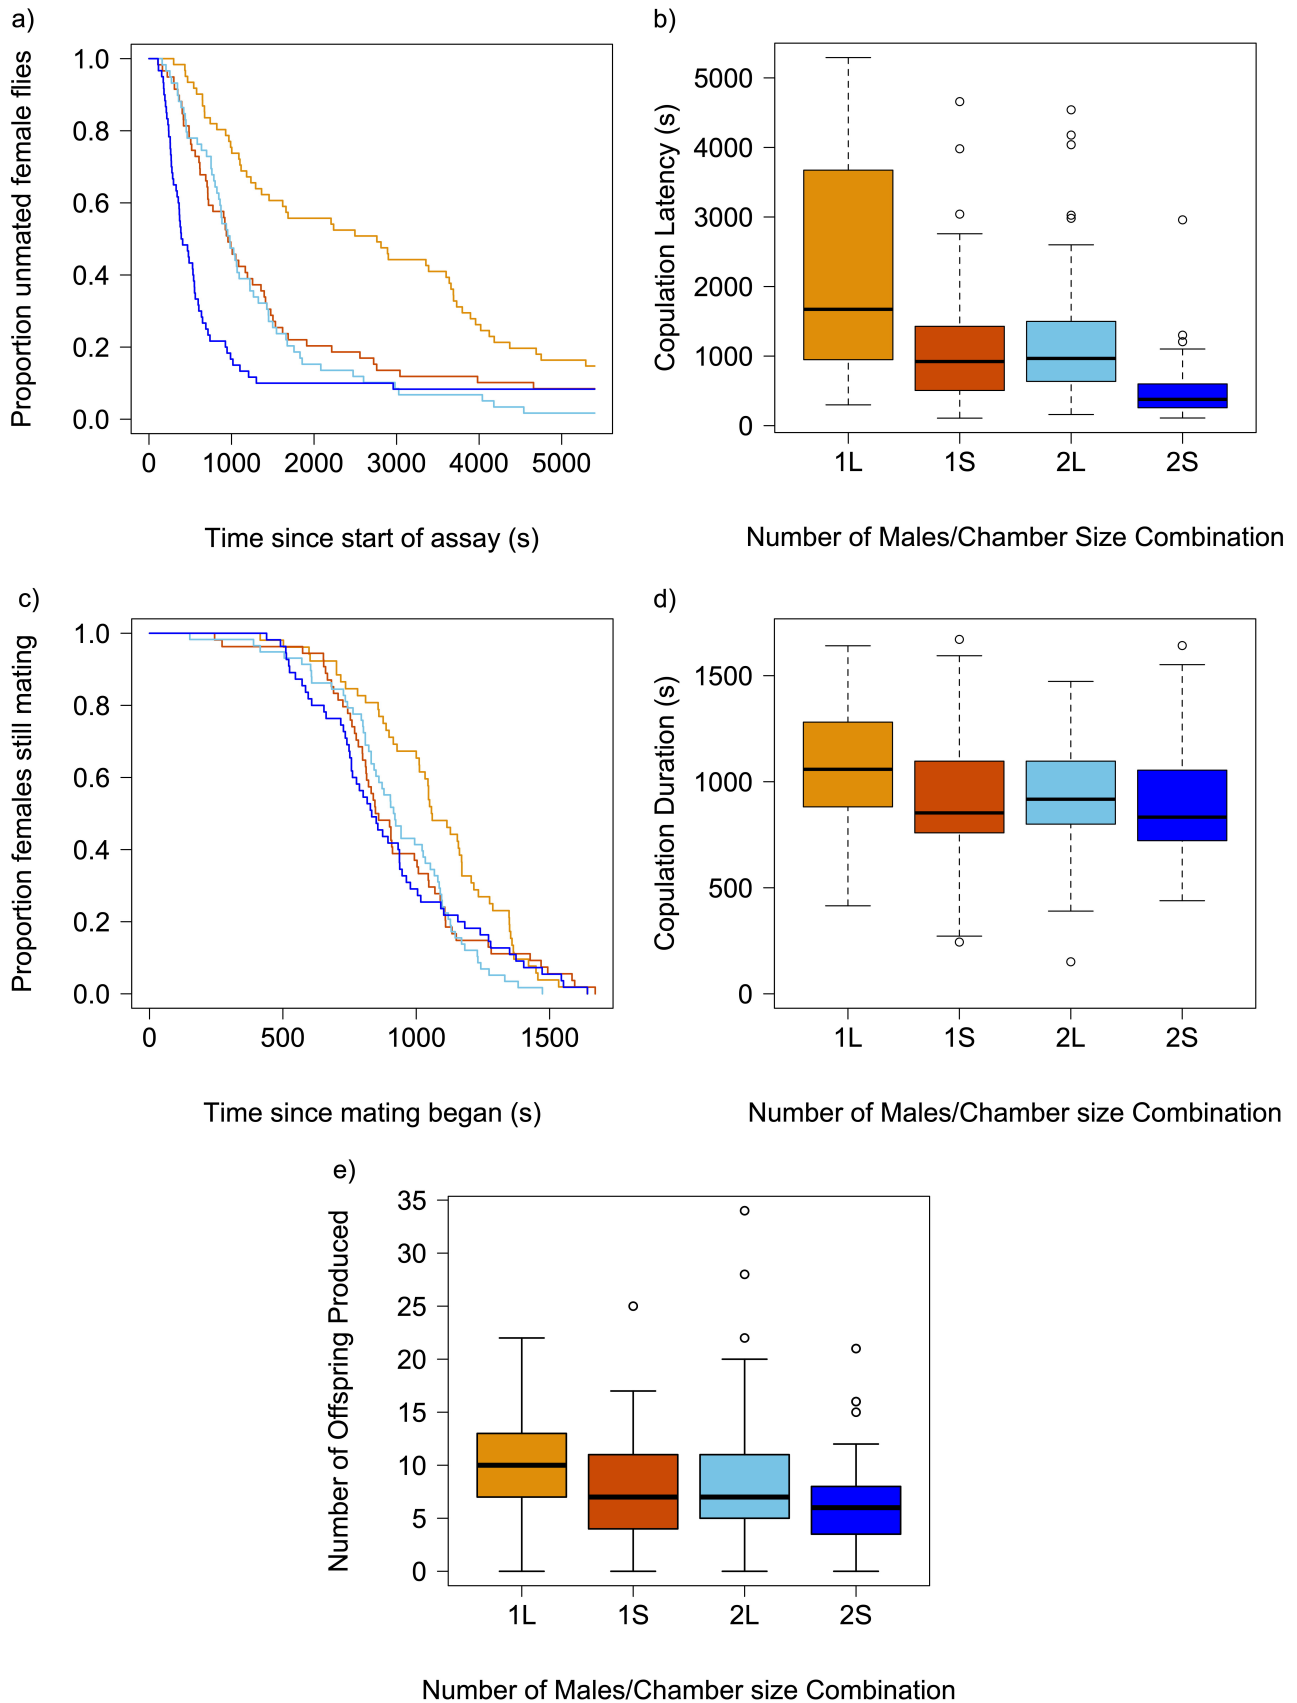 a)
Proportion unmated female flies
1.0
0.8
0.6
0.4
0.2
0.0
0 1000 2000 3000 4000 5000
Time since start of assay (s)
b)
Copulation Latency (s)
5000
4000
3000
2000
1000
0
1L 1S 2L 2S
Number of Males/Chamber Size Combination
c)
Proportion females still mating
1.0
0.8
0.6
0.4
0.2
0.0
0 500 1000 1500
Time since mating began (s)
d)
Copulation Duration (s)
1500
1000
500
0
1L 1S 2L 2S
Number of Males/Chamber size Combination
e)
Number of Offspring Produced
35
30
25
20
15
10
5
0
1L 1S 2L 2S
Number of Males/Chamber size Combination